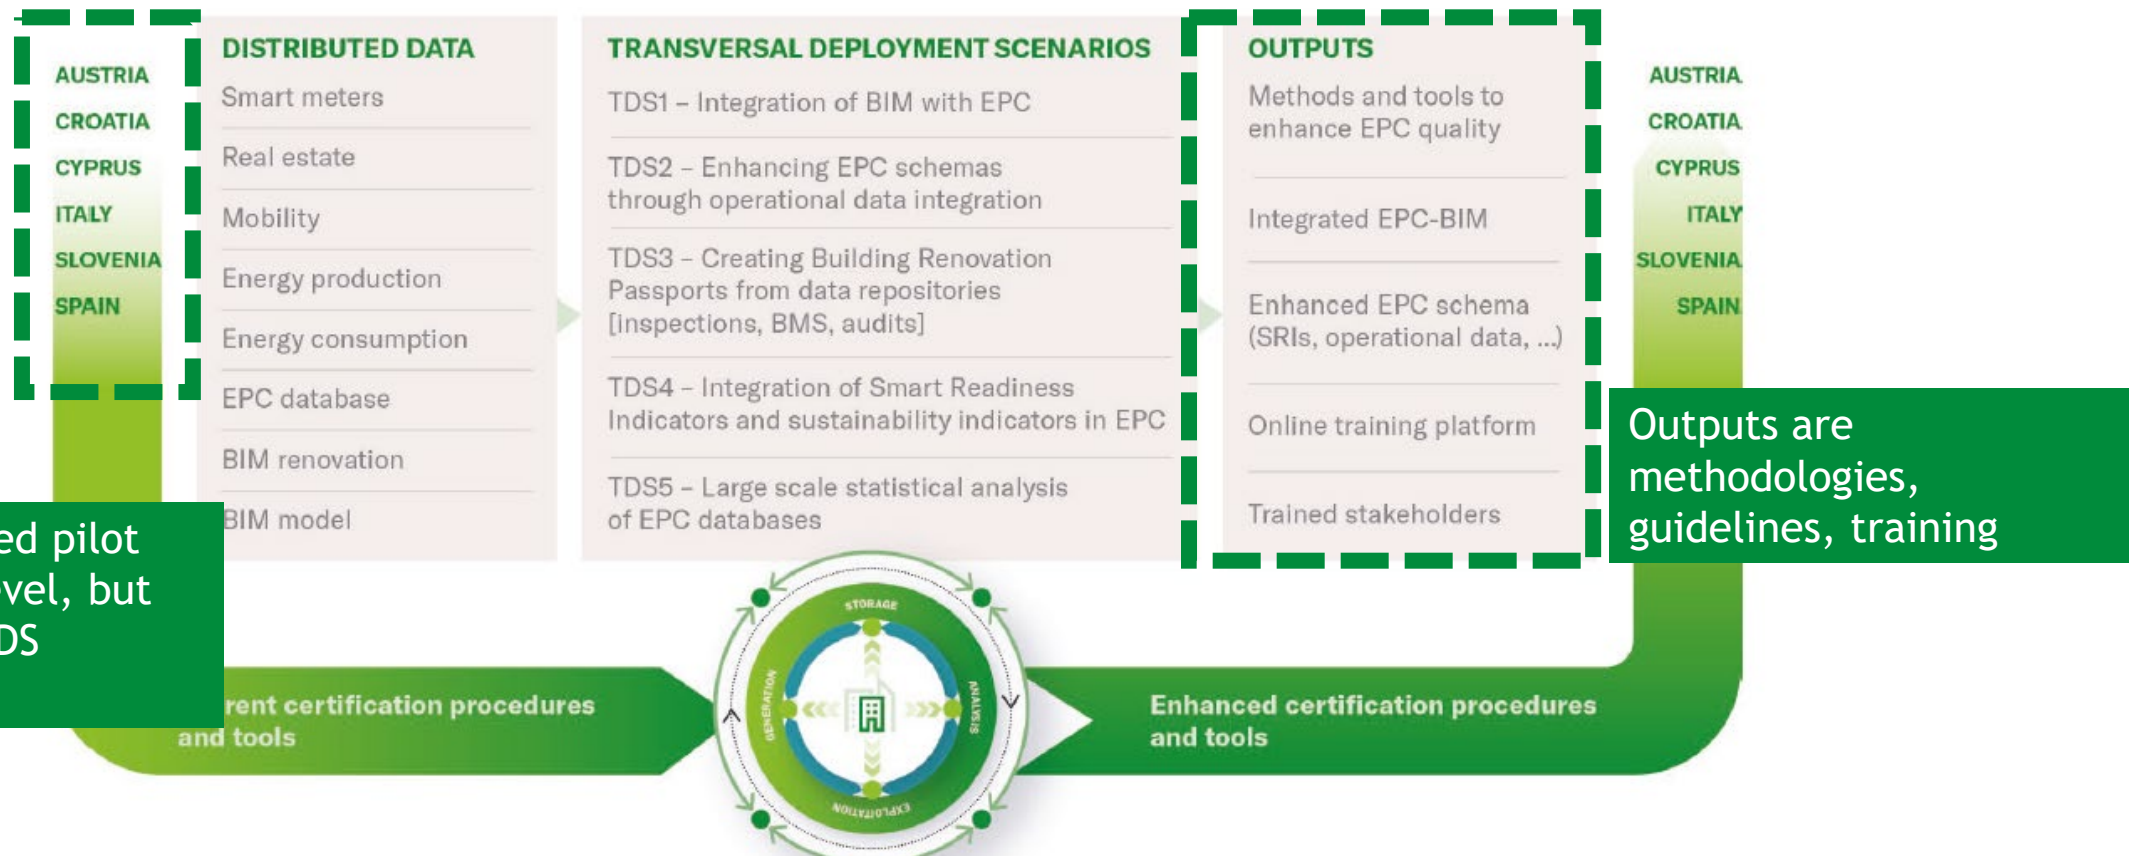 AUSTRIA
CROATIA
CYPRUS
ITALY
SLOVENIA
SPAIN
DISTRIBUTED DATA
Smart meters
Real estate
Mobility
Energy production
Energy consumption
EPC database
BIM renovation
BIM model
TRANSVERSAL DEPLOYMENT SCENARIOS
TDS1 – Integration of BIM with EPC
TDS2 – Enhancing EPC schemas
through operational data integration
TDS3 – Creating Building Renovation
Passports from data repositories
[inspections, BMS, audits]
TDS4 – Integration of Smart Readiness
Indicators and sustainability indicators in EPC
TDS5 – Large scale statistical analysis
of EPC databases
OUTPUTS
Methods and tools to
enhance EPC quality
Integrated EPC-BIM
Enhanced EPC schema
(SRIs, operational data, ...)
Online training platform
Trained stakeholders
AUSTRIA
CROATIA
CYPRUS
ITALY
SLOVENIA
SPAIN
Outputs are
methodologies,
guidelines, training
pilot
but
certification procedures
and tools
STORAGE
GENERATION
ANALYSIS
EXPLOITATION
Enhanced certification procedures
and tools